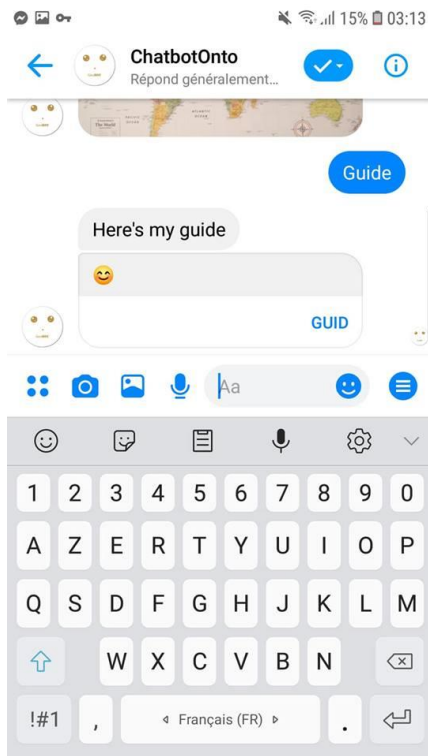 15% 03:13
ChatbotOnto
Répond généralement...
Guide
Here's my guide
GUID
Aa
1 2 3 4 5 6 7 8 9 0
A Z E R T Y U I O P
Q S D F G H J K L M
W X C V B N
!#1 , Français (FR) .